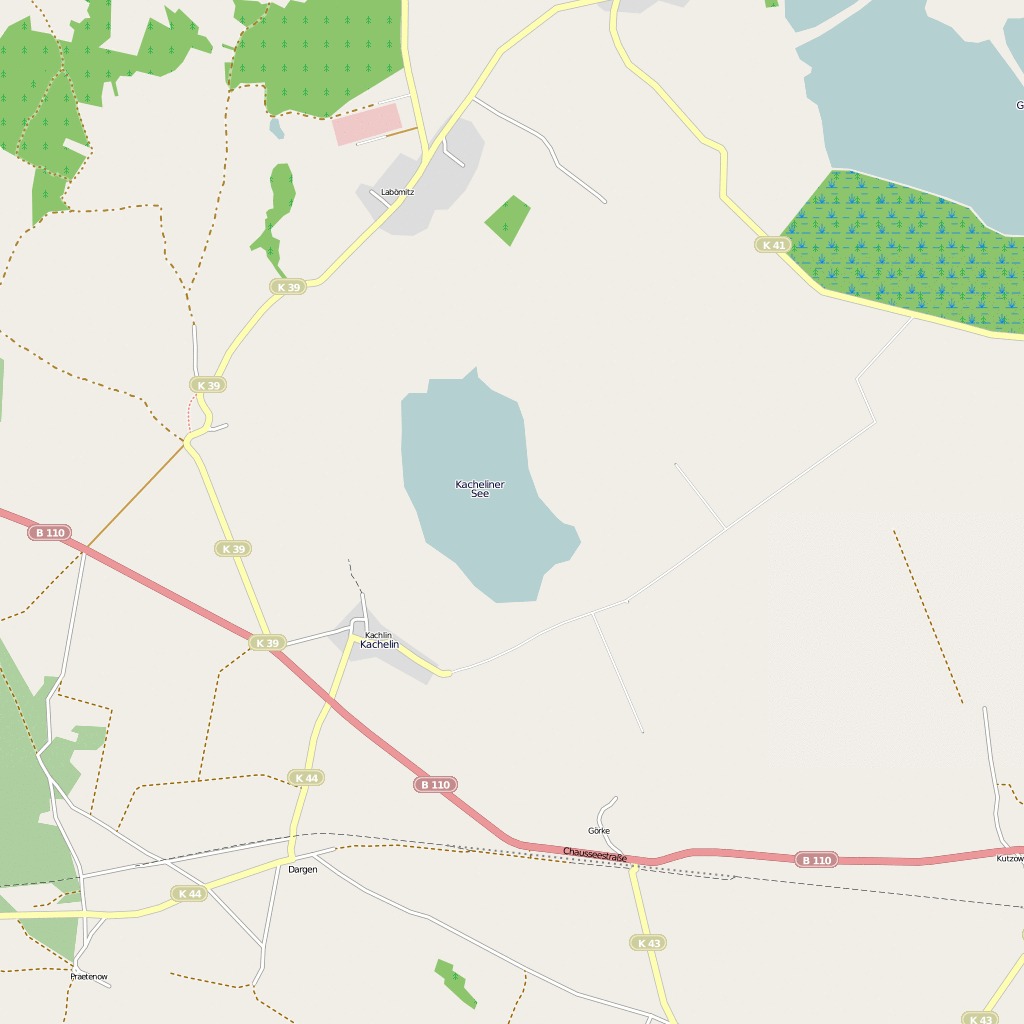 G
Labömitz
K 41
K 39
K 39
Kacheliner
See
B 110
K 39
Kachlin
Kachelin
K 39
K 44
B 110
Görke
Chausseestraße
B 110
Kutzow
Dargen
K 44
K 43
Praetenow
K 43